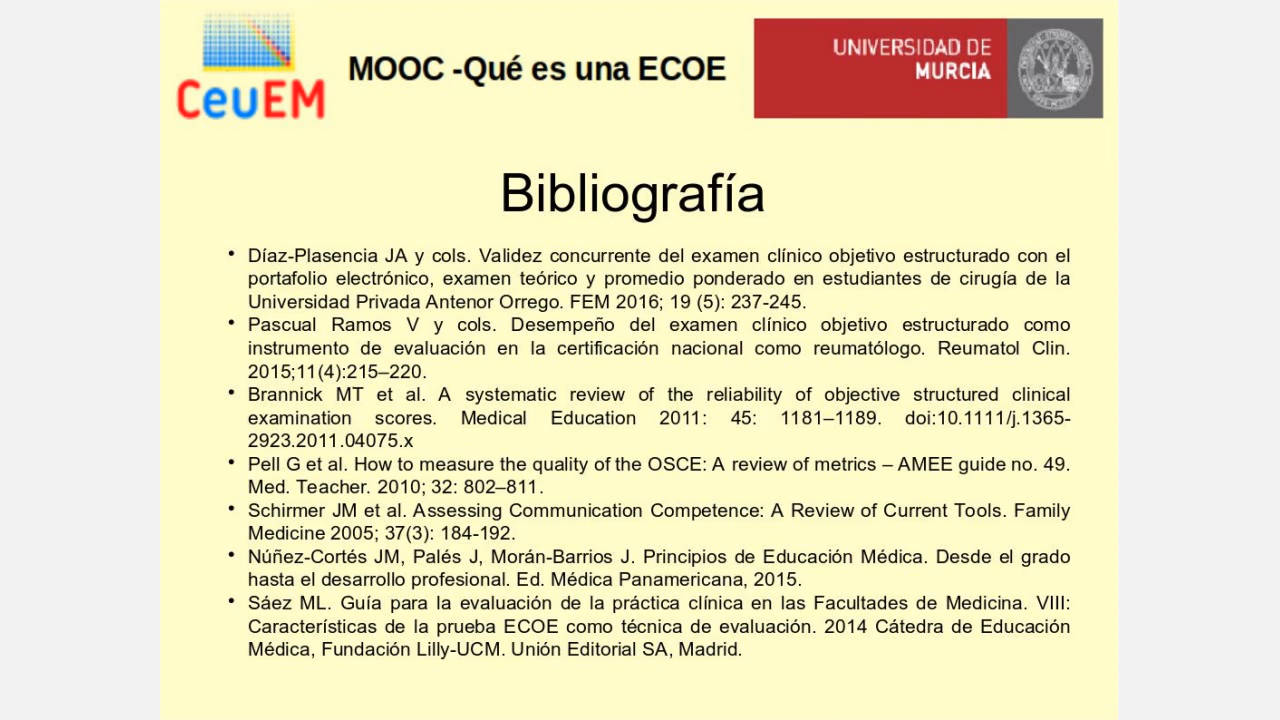 CeuEM
MOOC -Qué es una ECOE
UNIVERSIDAD DE
MURCIA
Bibliografía
• Díaz-Plasencia JA y cols. Validez concurrente del examen clínico objetivo estructurado con el
portafolio electrónico, examen teórico y promedio ponderado en estudiantes de cirugía de la
Universidad Privada Antenor Orrego. FEM 2016; 19 (5): 237-245.
• Pascual Ramos V y cols. Desempeño del examen clínico objetivo estructurado como
instrumento de evaluación en la certificación nacional como reumatólogo. Reumatol Clin.
2015;11(4):215–220.
• Brannick MT et al. A systematic review of the reliability of objective structured clinical
examination scores. Medical Education 2011: 45: 1181–1189. doi:10.1111/j.1365-
2923.2011.04075.x
• Pell G et al. How to measure the quality of the OSCE: A review of metrics – AMEE guide no. 49.
Med. Teacher. 2010; 32: 802–811.
• Schirmer JM et al. Assessing Communication Competence: A Review of Current Tools. Family
Medicine 2005; 37(3): 184-192.
• Núñez-Cortés JM, Palés J, Morán-Barrios J. Principios de Educación Médica. Desde el grado
hasta el desarrollo profesional. Ed. Médica Panamericana, 2015.
• Sáez ML. Guía para la evaluación de la práctica clínica en las Facultades de Medicina. VIII:
Características de la prueba ECOE como técnica de evaluación. 2014 Cátedra de Educación
Médica, Fundación Lilly-UCM. Unión Editorial SA, Madrid.